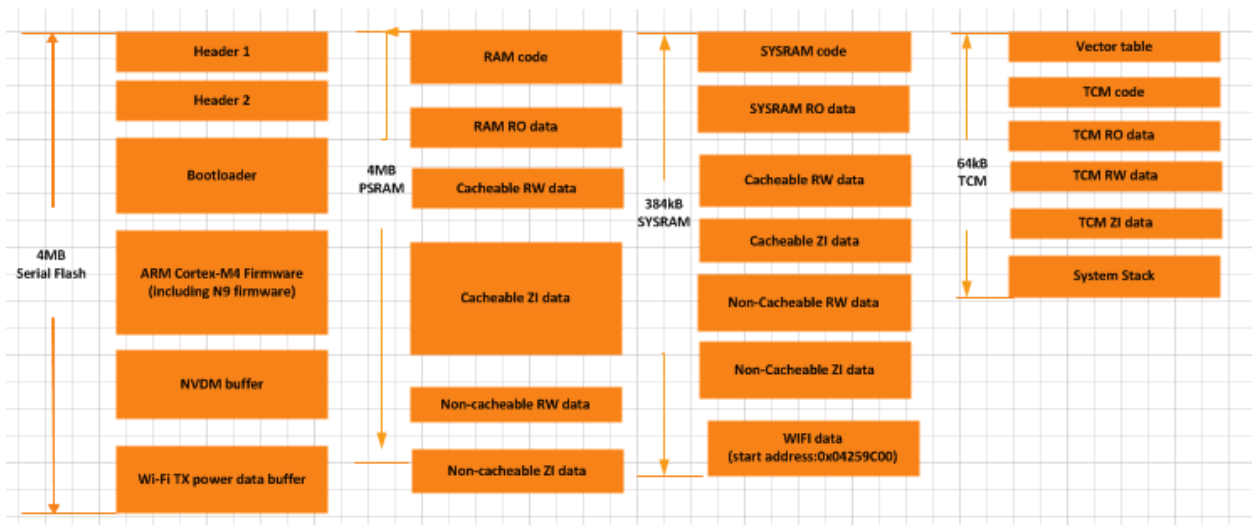 4MB
Serial Flash
Header 1
Header 2
Bootloader
ARM Cortex-M4 Firmware
(including N9 firmware)
NVDM buffer
Wi-Fi TX power data buffer
4MB
PSRAM
RAM code
RAM RO data
Cacheable RW data
Cacheable ZI data
Non-cacheable RW data
Non-cacheable ZI data
384kB
SYSRAM
SYSRAM code
SYSRAM RO data
Cacheable RW data
Cacheable ZI data
Non-Cacheable RW data
Non-Cacheable ZI data
WIFI data
(start address:0x04259C00)
64kB
TCM
Vector table
TCM code
TCM RO data
TCM RW data
TCM ZI data
System Stack